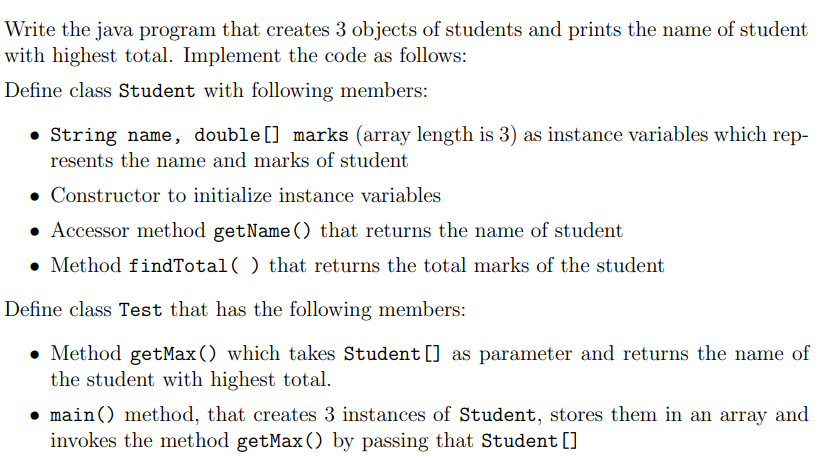 Write the java program that creates 3 objects of students and prints the name of student
with highest total. Implement the code as follows:
Define class Student with following members:
• String name, double[] marks (array length is 3) as instance variables which rep-
resents the name and marks of student
• Constructor to initialize instance variables
• Accessor method getName() that returns the name of student
• Method findTotal( ) that returns the total marks of the student
Define class Test that has the following members:
• Method getMax() which takes Student[] as parameter and returns the name of
the student with highest total.
• main() method, that creates 3 instances of Student, stores them in an array and
invokes the method getMax() by passing that Student[]